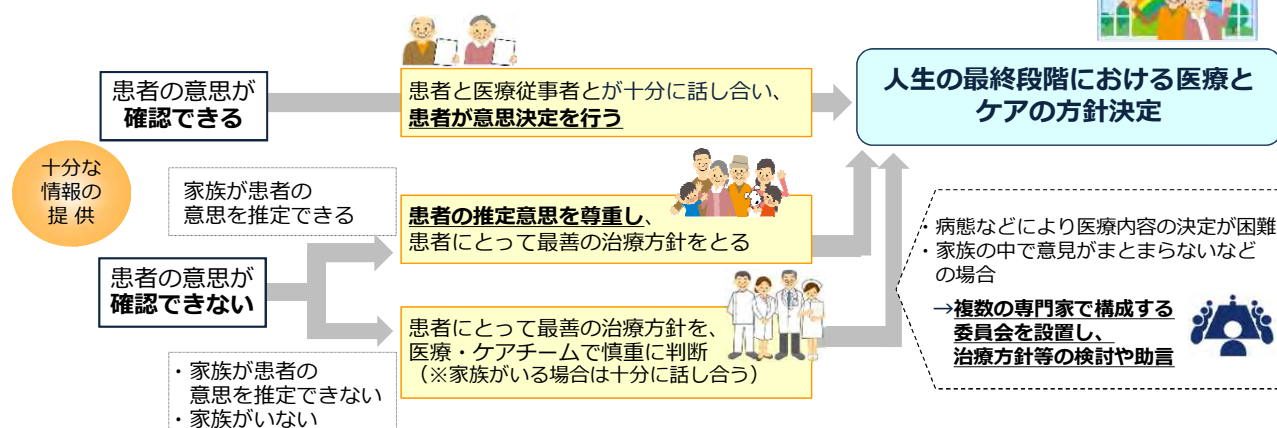 十分な
情報の
提 供
患者の意思が
確認できる
患者と医療従事者とが十分に話し合い、
患者が意思決定を行う
人生の最終段階における医療と
ケアの方針決定
患者の意思が
確認できない
家族が患者の
意思を推定できる
患者の推定意思を尊重し、
患者にとって最善の治療方針をとる
・家族が患者の
意思を推定できない
・家族がいない
患者にとって最善の治療方針を、
医療・ケアチームで慎重に判断
（※家族がいる場合は十分に話し合う）
・病態などにより医療内容の決定が困難
・家族の中で意見がまとまらないなど
の場合
→複数の専門家で構成する
委員会を設置し、
治療方針等の検討や助言